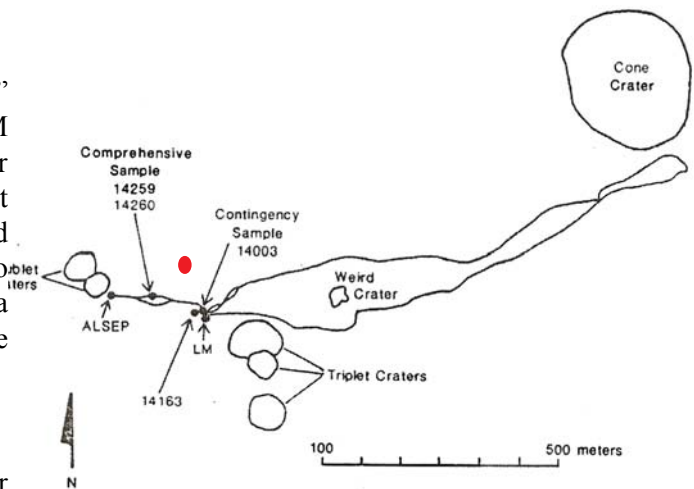 Cone
Crater
Comprehensive
Sample
14259
14260
Contingency
Sample
14003
Weird
Crater
ALSEP
LM
14163
Triplet Craters
100
500 meters
N